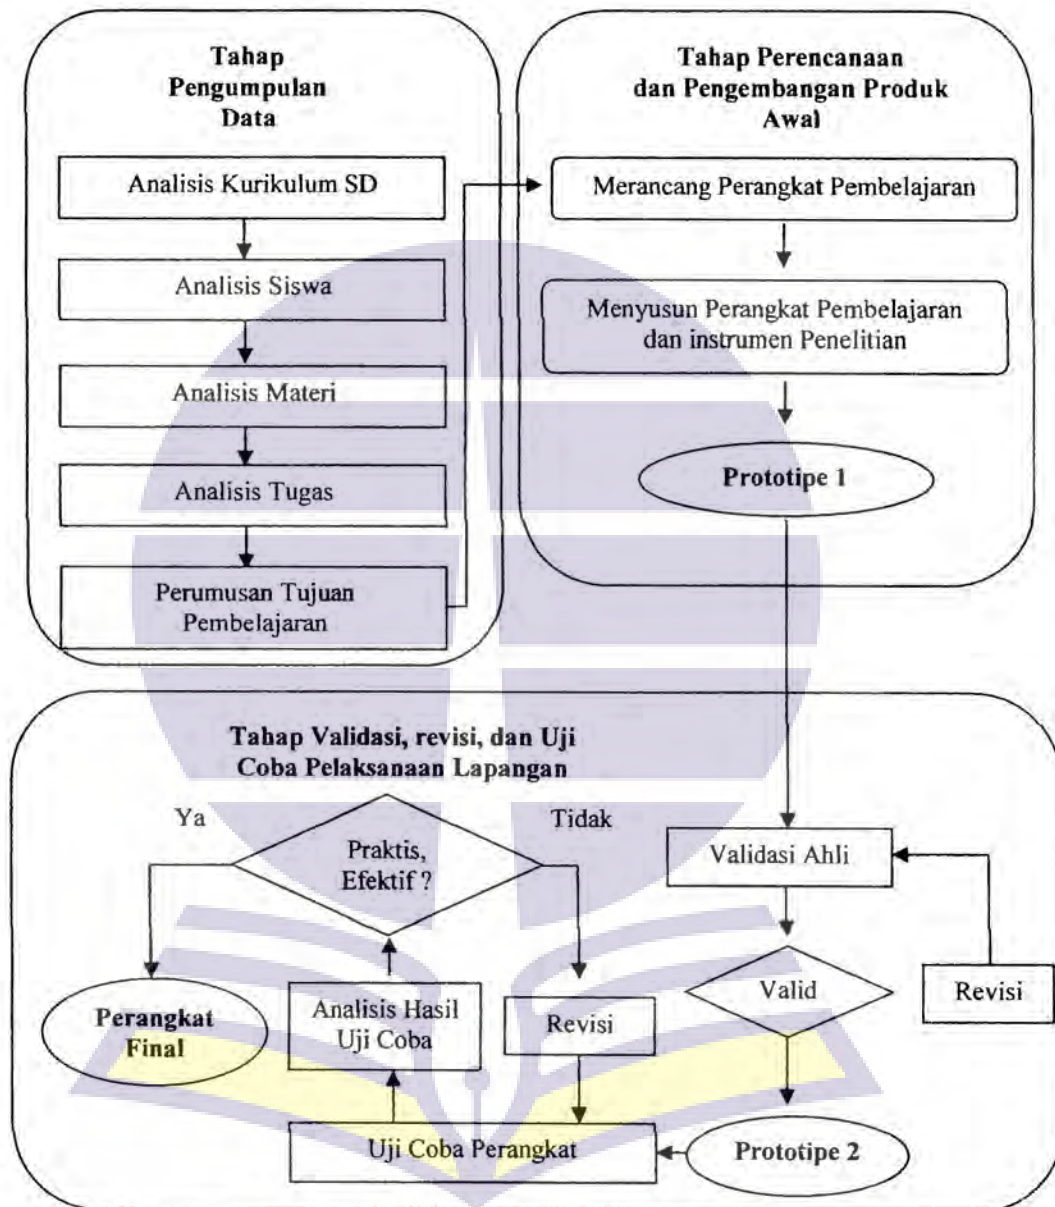 Tahap
Pengumpulan
Data
Analisis Kurikulum SD
Analisis Siswa
Analisis Materi
Analisis Tugas
Perumusan Tujuan
Pembelajaran
Tahap Perencanaan
dan Pengembangan Produk
Awal
Merancang Perangkat Pembelajaran
Menyusun Perangkat Pembelajaran
dan instrumen Penelitian
Prototipe 1
Tahap Validasi, revisi, dan Uji
Coba Pelaksanaan Lapangan
Ya
Praktis,
Efektif ?
Tidak
Validasi Ahli
Valid
Revisi
Perangkat
Final
Analisis Hasil
Uji Coba
Revisi
Uji Coba Perangkat
Prototipe 2